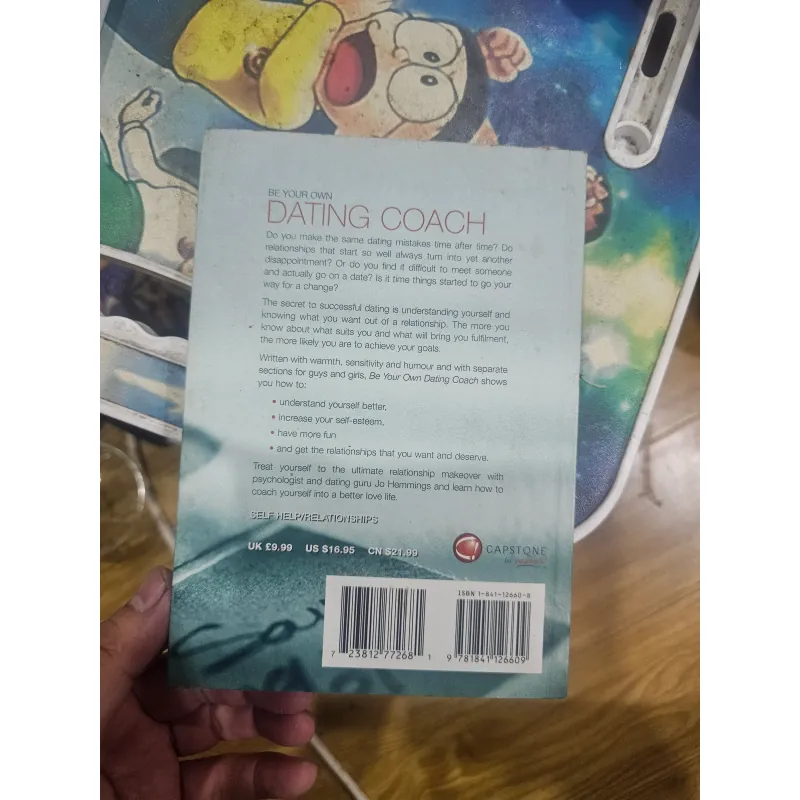 BE YOUR OWN
DATING COACH
Do you make the same dating mistakes time after time? Do
relationships that start so well always turn into yet another
disappointment? Or do you find it difficult to meet someone
and actually go on a date? Is it time things started to go your
way for a change?
The secret to successful dating is understanding yourself and
knowing what you want out of a relationship. The more you
know about what suits you and what will bring you fulfilment,
the more likely you are to achieve your goals.
Written with warmth, sensitivity and humour and with separate
sections for guys and girls, Be Your Own Dating Coach shows
you how to:
• understand yourself better,
• increase your self-esteem,
• have more fun
• and get the relationships that you want and deserve.
Treat yourself to the ultimate relationship makeover with
psychologist and dating guru Jo Hemmings and learn how to
coach yourself into a better love life.
SELF HELP/RELATIONSHIPS
UK £9.99 US $16.95 CN $21.99
CAPSTONE
ISBN 1-841-12660-8
7 23812 77268 1
9 781841 126609